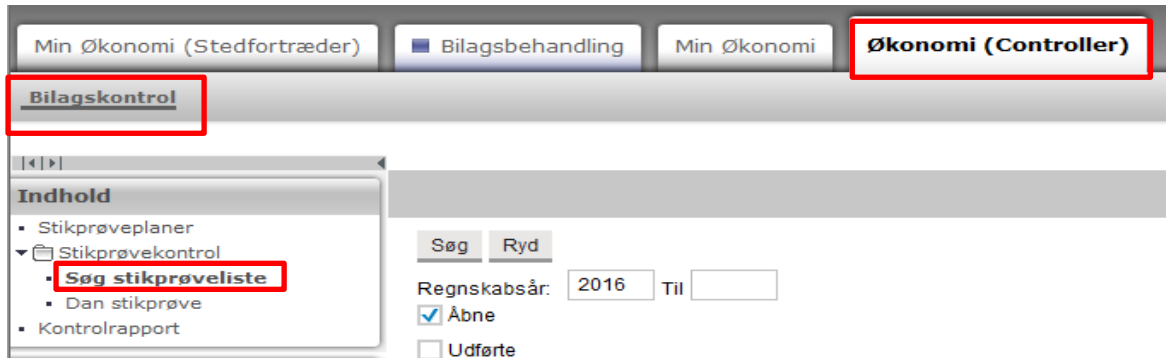 Min Økonomi (Stedfortræder) Bilagsbehandling Min Økonomi Økonomi (Controller)
Bilagskontrol
Indhold
Stikprøveplaner
Stikprøvekontrol
Søg stikprøveliste
Dan stikprøve
Kontrolrapport
Søg Ryd
Regnskabsår: 2016 Til
Åbne
Udførte